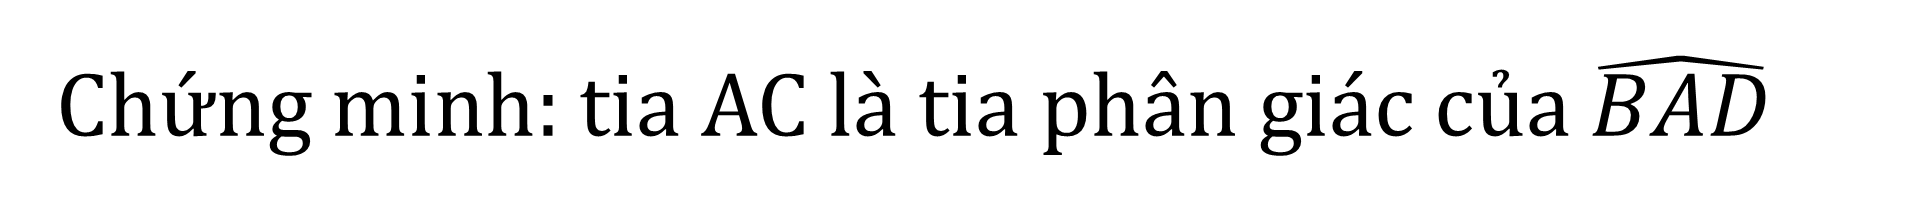 Chứng minh: tia AC là tia phân giác của $\widehat{BAD}$